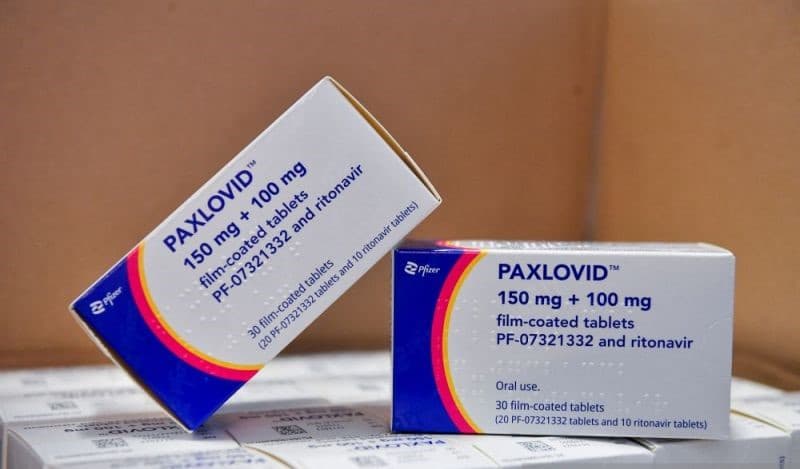 PAXLOVID™
150 mg + 100 mg
film-coated tablets
PF-07321332 and ritonavir
30 film-coated tablets
(20 PF-07321332 tablets and 10 ritonavir tablets)
Pfizer
Pfizer
PAXLOVID™
150 mg + 100 mg
film-coated tablets
PF-07321332 and ritonavir
Oral use.
30 film-coated tablets
(20 PF-07321332 tablets and 10 ritonavir tablets)
PAXLOVID
PAXLOVID